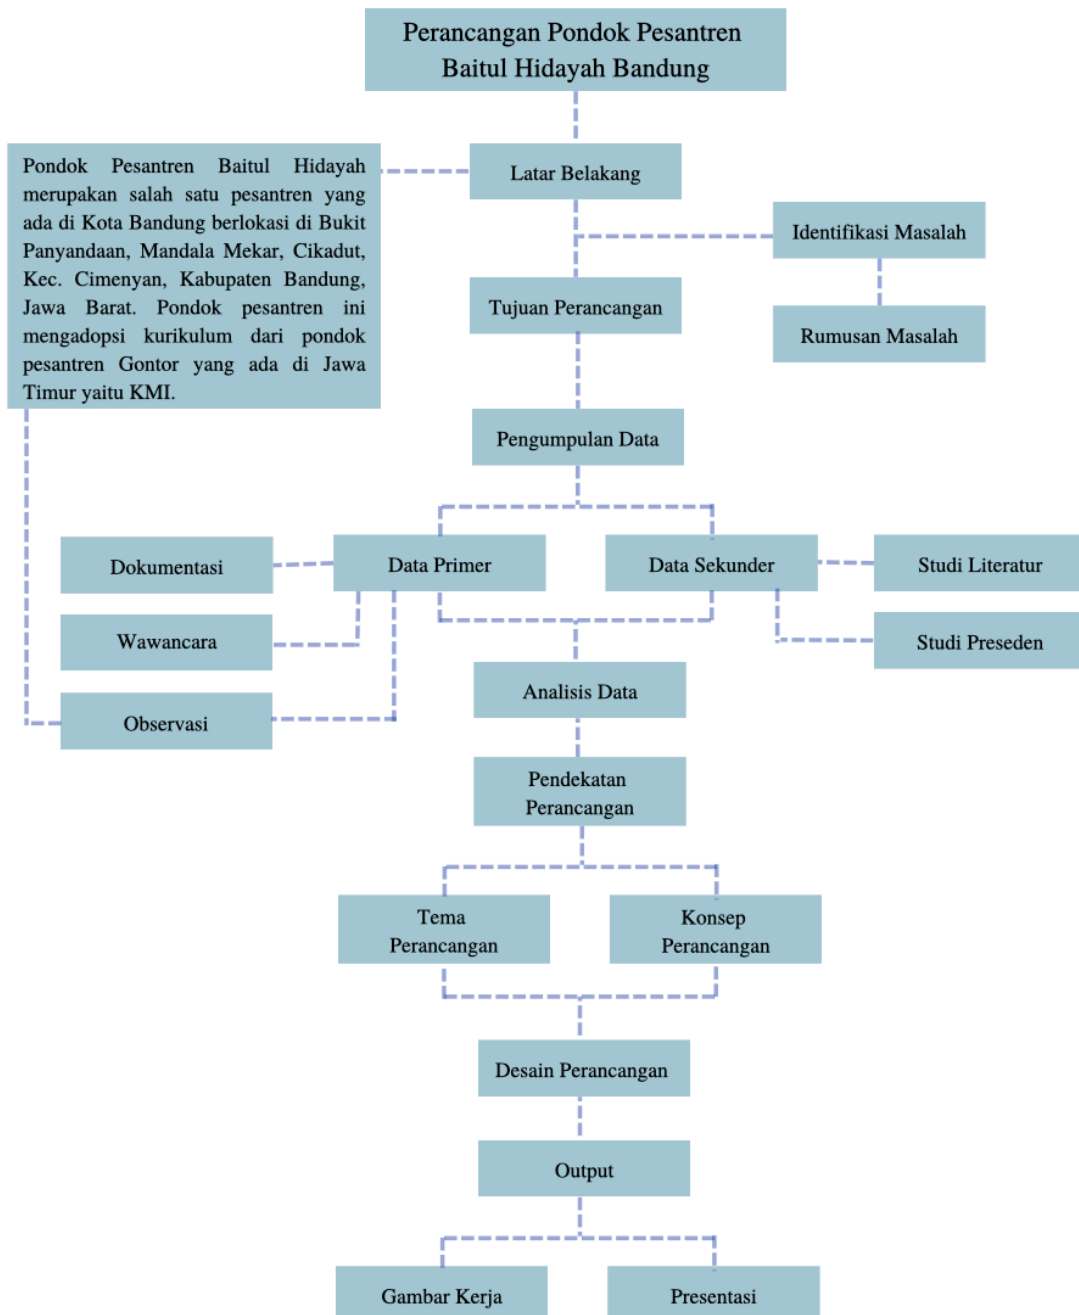 Perancangan Pondok Pesantren
Baitul Hidayah Bandung
Latar Belakang
Pondok Pesantren Baitul Hidayah
merupakan salah satu pesantren yang
ada di Kota Bandung berlokasi di Bukit
Panyandaan, Mandala Mekar, Cikadut,
Kec. Cimenyan, Kabupaten Bandung,
Jawa Barat. Pondok pesantren ini
mengadopsi kurikulum dari pondok
pesantren Gontor yang ada di Jawa
Timur yaitu KMI.
Identifikasi Masalah
Rumusan Masalah
Tujuan Perancangan
Pengumpulan Data
Data Primer
Data Sekunder
Dokumentasi
Wawancara
Observasi
Studi Literatur
Studi Preseden
Analisis Data
Pendekatan
Perancangan
Tema
Perancangan
Konsep
Perancangan
Desain Perancangan
Output
Gambar Kerja
Presentasi